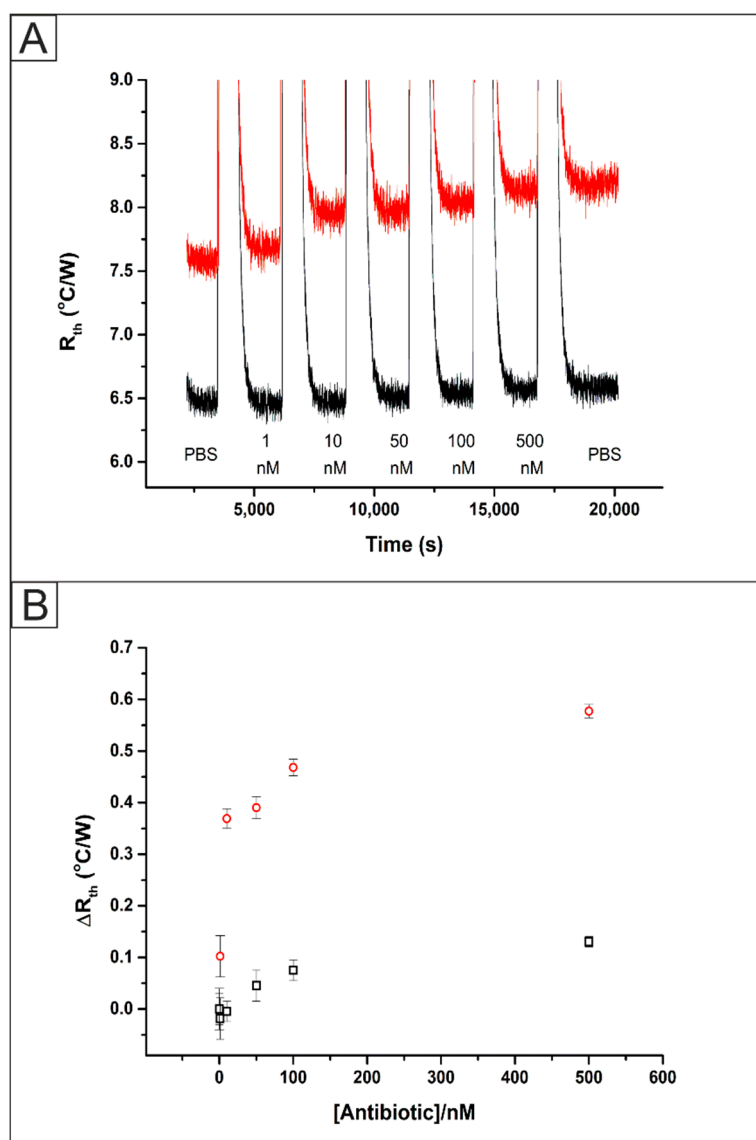 A
9.0
8.5
8.0
7.5
7.0
6.5
6.0
Rth (°C/W)
PBS 1 10 50 100 500 PBS
nM nM nM nM nM
5,000 10,000 15,000 20,000
Time (s)
B
0.7
0.6
0.5
0.4
0.3
0.2
0.1
0.0
ΔRth (°C/W)
0 100 200 300 400 500 600
[Antibiotic]/nM